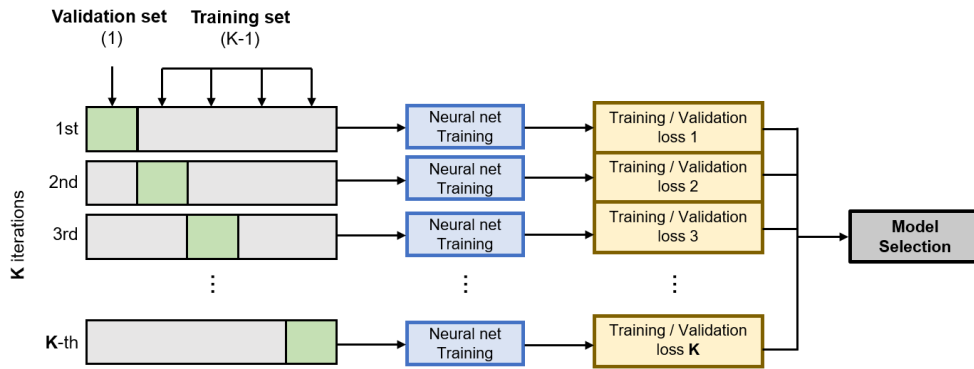 Validation set
(1)
Training set
(K-1)
K iterations
1st
Neural net
Training
Training / Validation
loss 1
2nd
Neural net
Training
Training / Validation
loss 2
3rd
Neural net
Training
Training / Validation
loss 3
Model
Selection
...
...
...
K-th
Neural net
Training
Training / Validation
loss K